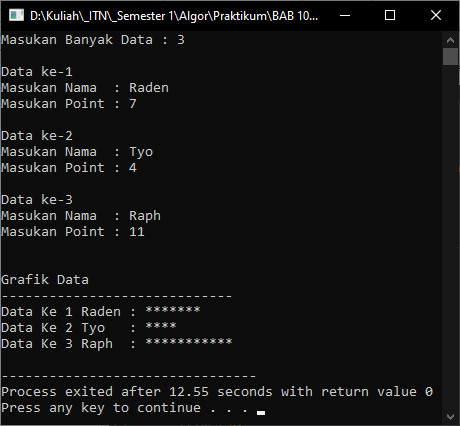 D:\Kuliah\_ITN\_Semester 1\Algor\Praktikum\BAB 10...
Masukan Banyak Data : 3
Data ke-1
Masukan Nama  : Raden
Masukan Point : 7
Data ke-2
Masukan Nama  : Tyo
Masukan Point : 4
Data ke-3
Masukan Nama  : Raph
Masukan Point : 11
Grafik Data
-----------------------------
Data Ke 1 Raden : *******
Data Ke 2 Tyo   : ****
Data Ke 3 Raph  : ***********
--------------------------------
Process exited after 12.55 seconds with return value 0
Press any key to continue . . .